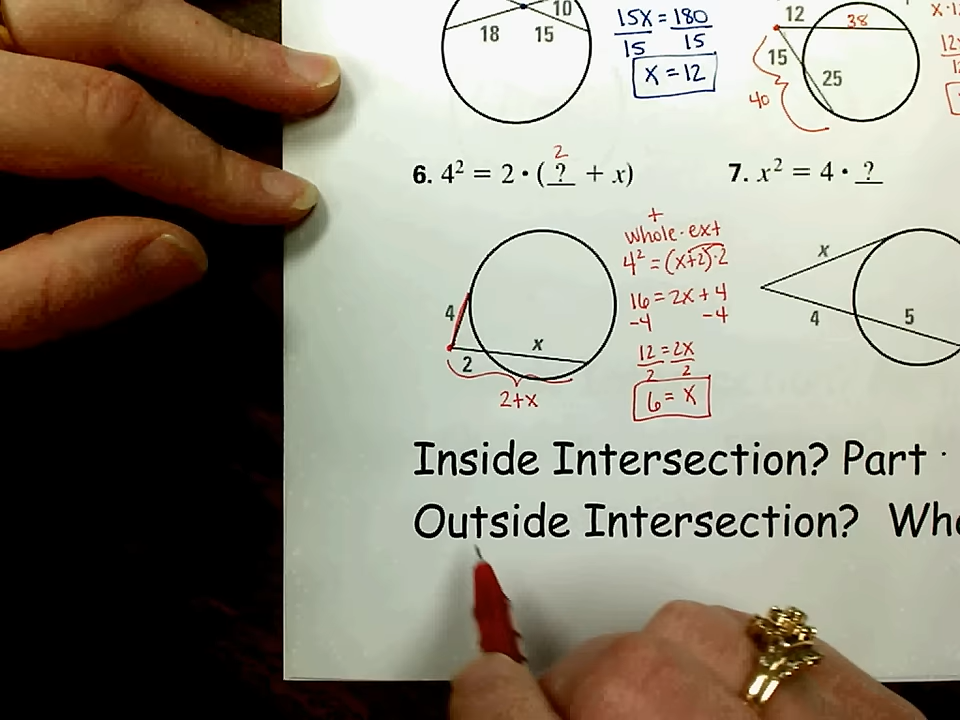 10
18 15
15x = 180
15 15
x = 12
12 38
15
25
40
x · 1
12
6. 4² = 2 · ( ? + x)
2
7. x² = 4 · ?
+
whole · ext
4² = (x+2) · 2
16 = 2x + 4
-4 -4
12 = 2x
2 2
6 = x
4
x
2
2+x
x
4
5
Inside Intersection? Part ·
Outside Intersection? Who